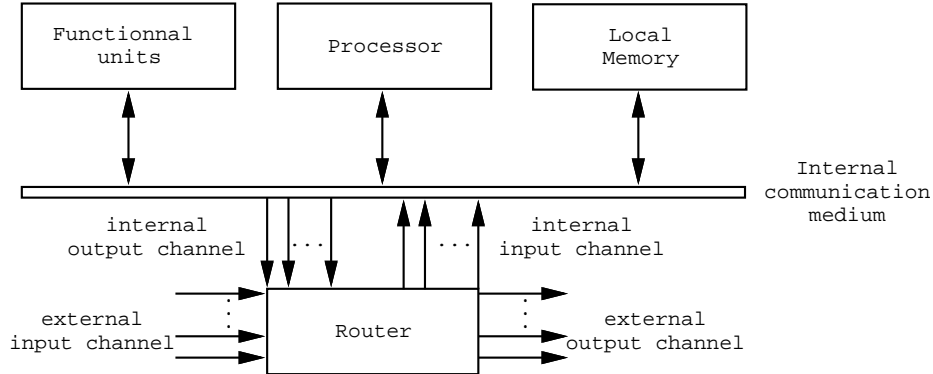 Functionnal
units
Processor
Local
Memory
Internal
communication
medium
internal
output channel
...
...
internal
input channel
external
input channel
Router
external
output channel